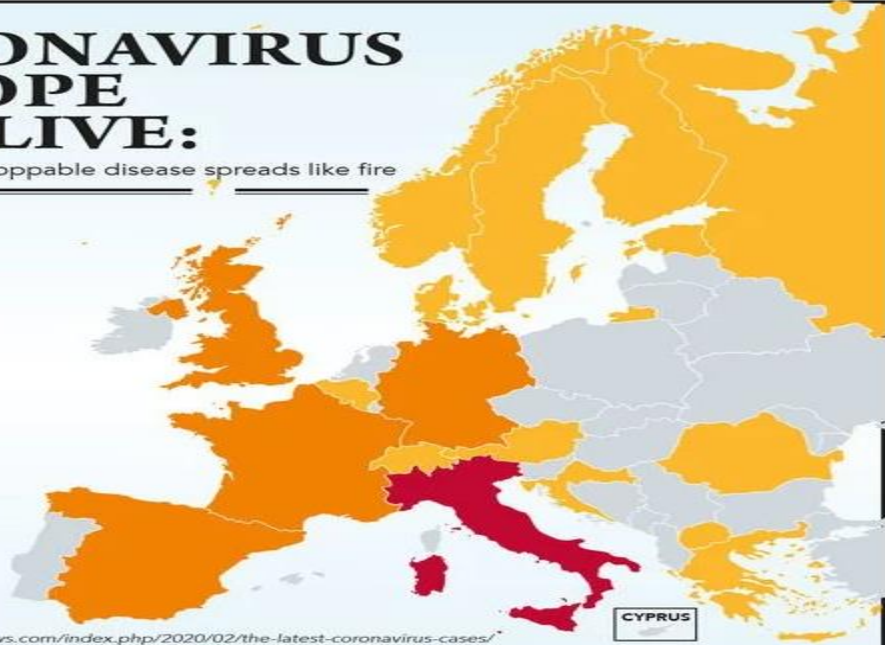 ONAVIRUS
OPE
LIVE:
oppable disease spreads like fire
CYPRUS
ws.com/index.php/2020/02/the-latest-coronavirus-cases/